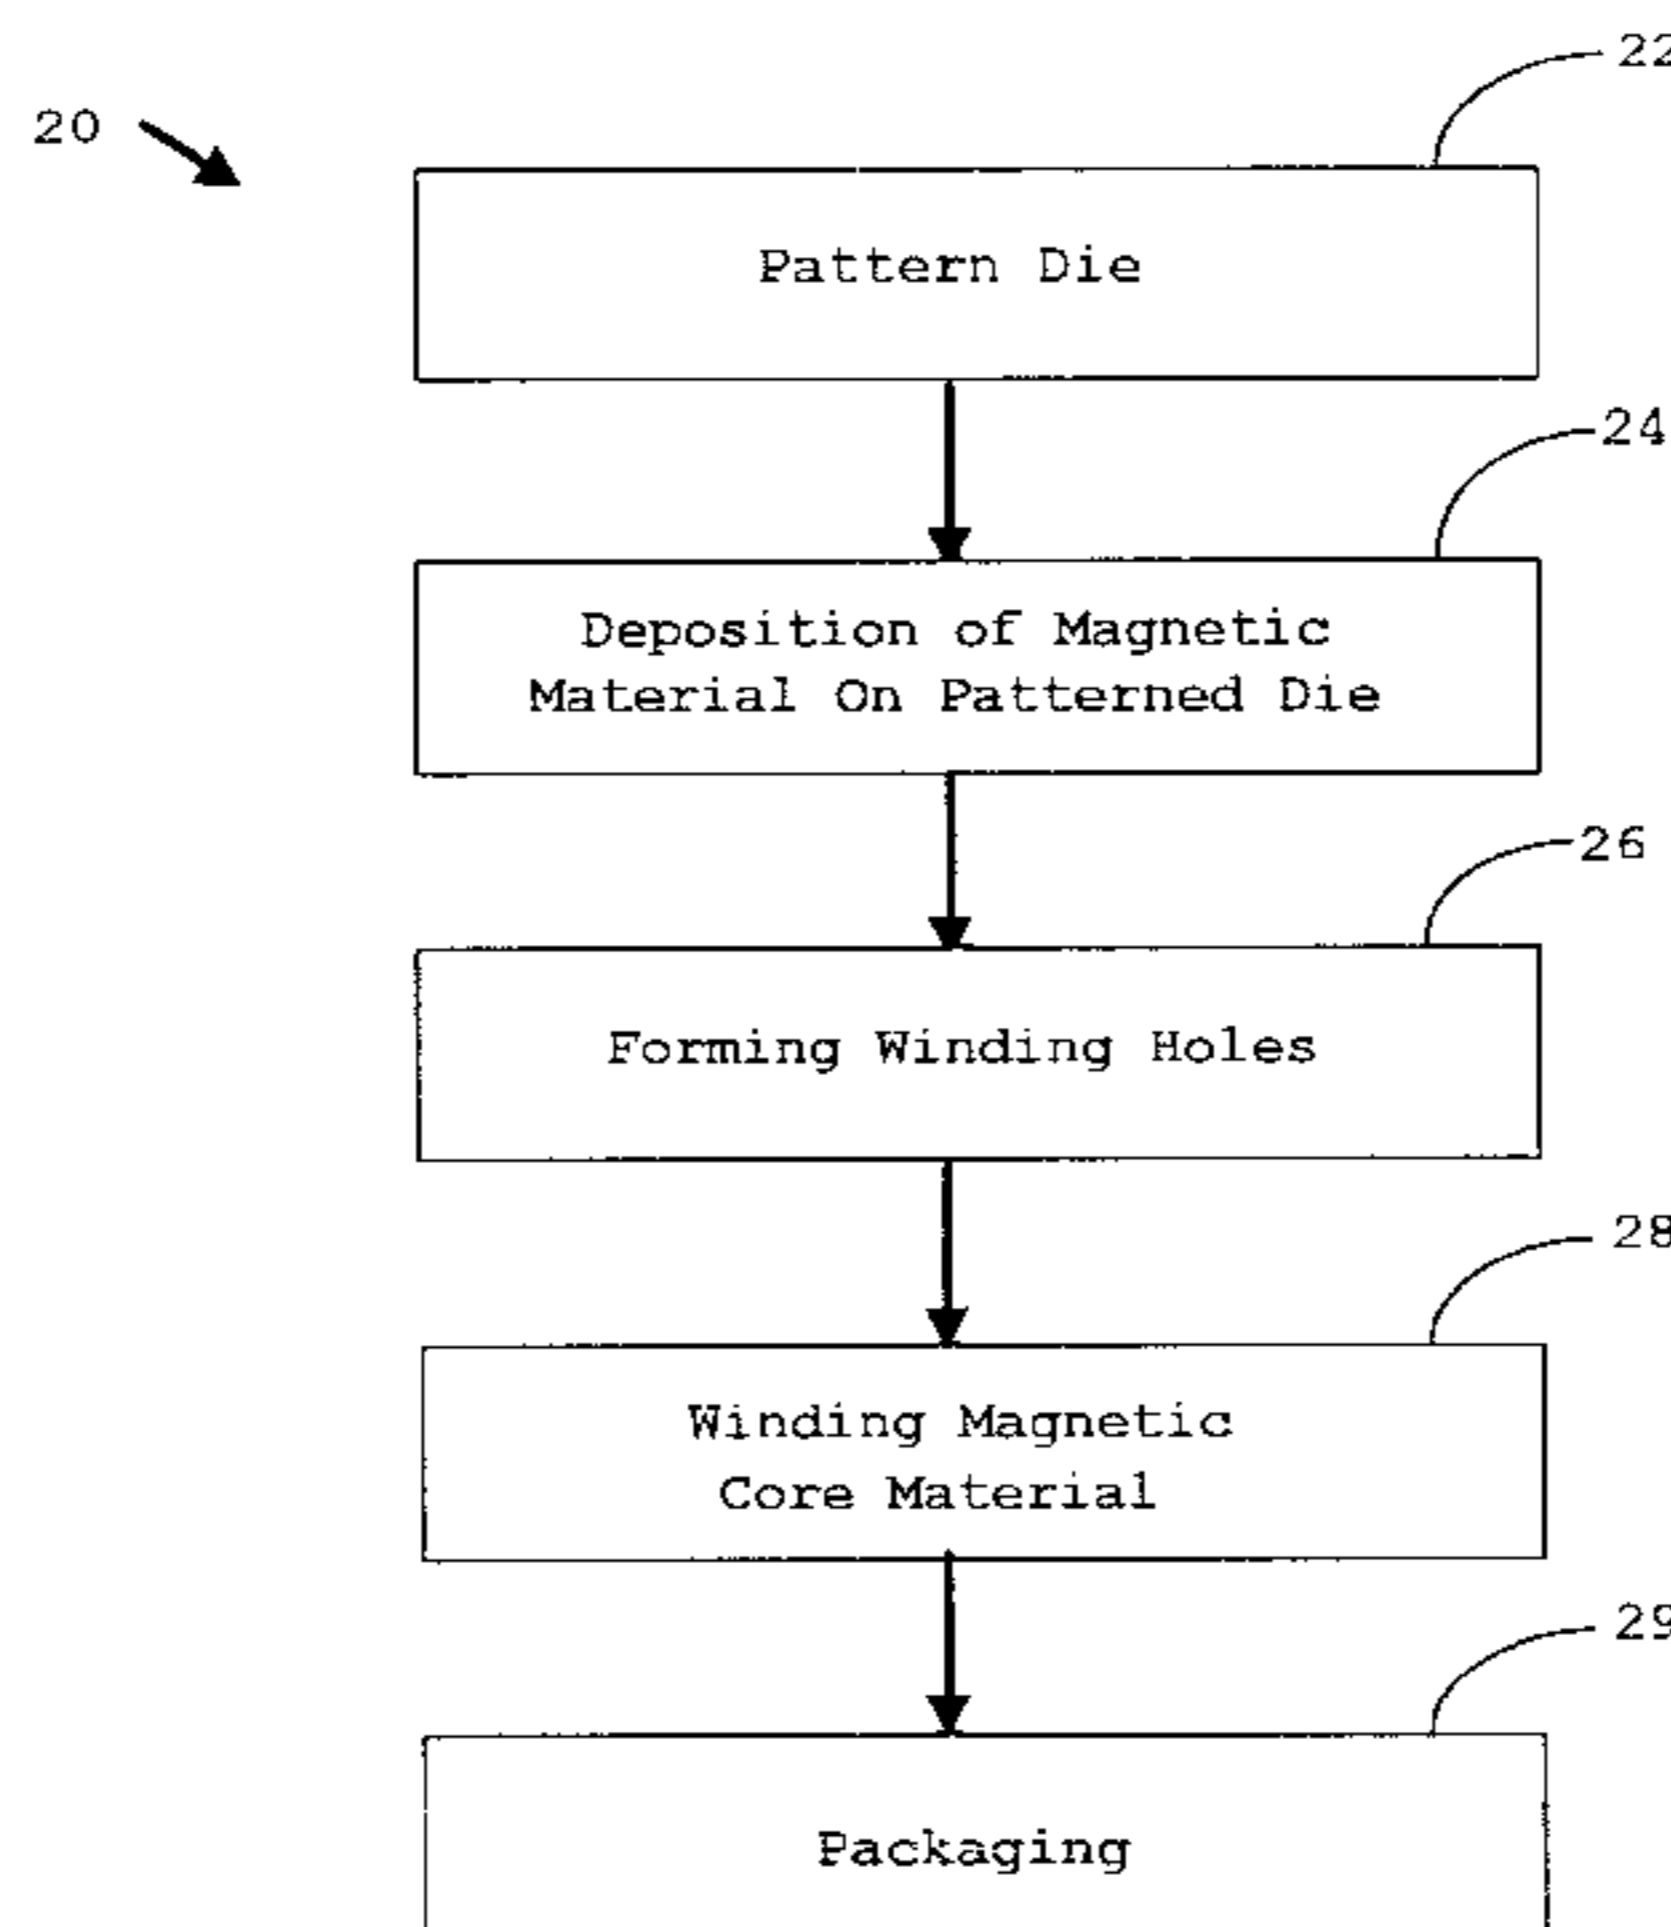 22
20
Pattern Die
24
Deposition of Magnetic
Material On Patterned Die
26
Forming Winding Holes
28
Winding Magnetic
Core Material
29
Packaging